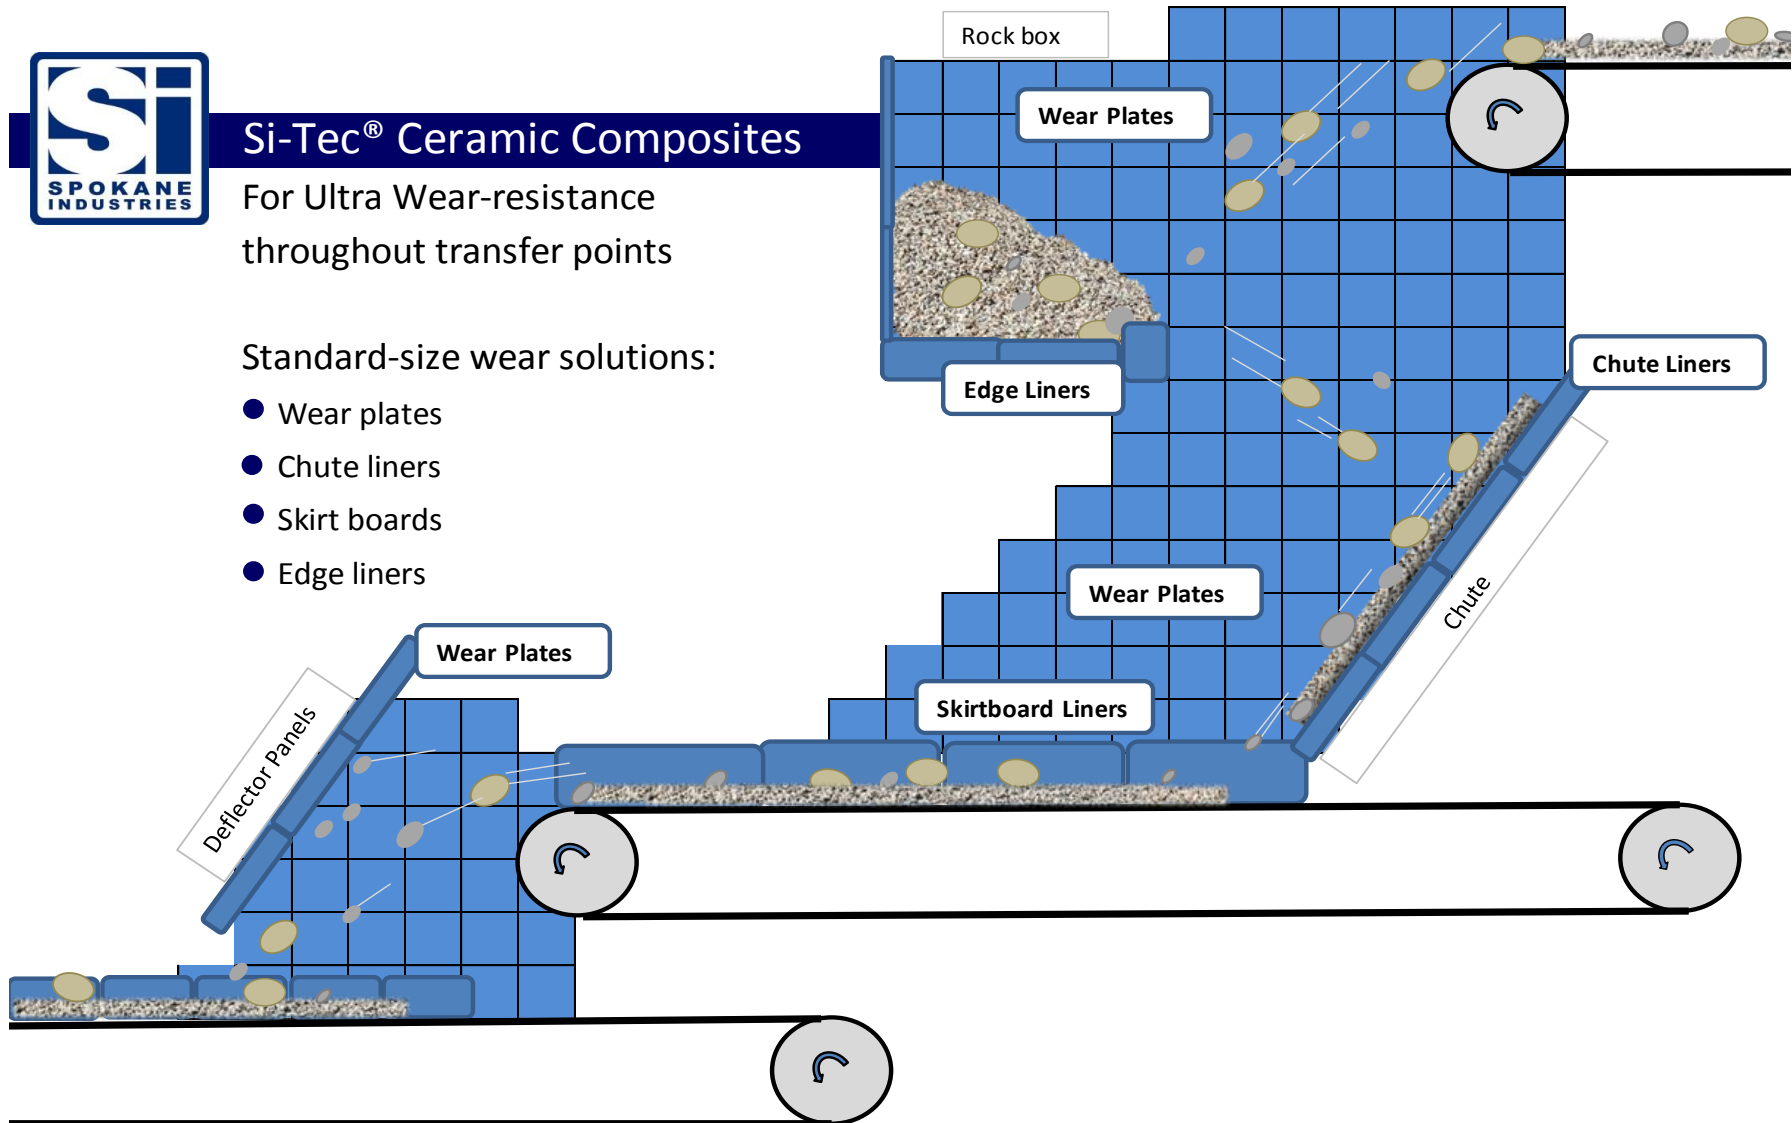 Rock box
Si
SPOKANE
INDUSTRIES
Si-Tec® Ceramic Composites
Wear Plates
For Ultra Wear-resistance
throughout transfer points
Standard-size wear solutions:
Wear plates
Chute liners
Skirt boards
Edge liners
Edge Liners
Chute Liners
Chute
Wear Plates
Wear Plates
Skirtboard Liners
Deflector Panels